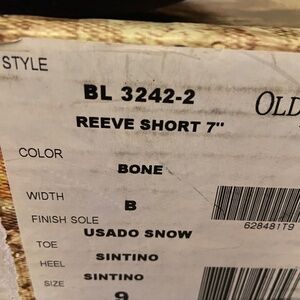 STYLE
BL 3242-2
OLD
REEVE SHORT 7"
COLOR
BONE
WIDTH
B
628481T9
FINISH SOLE
USADO SNOW
TOE
SINTINO
HEEL
SINTINO
SIZE
9